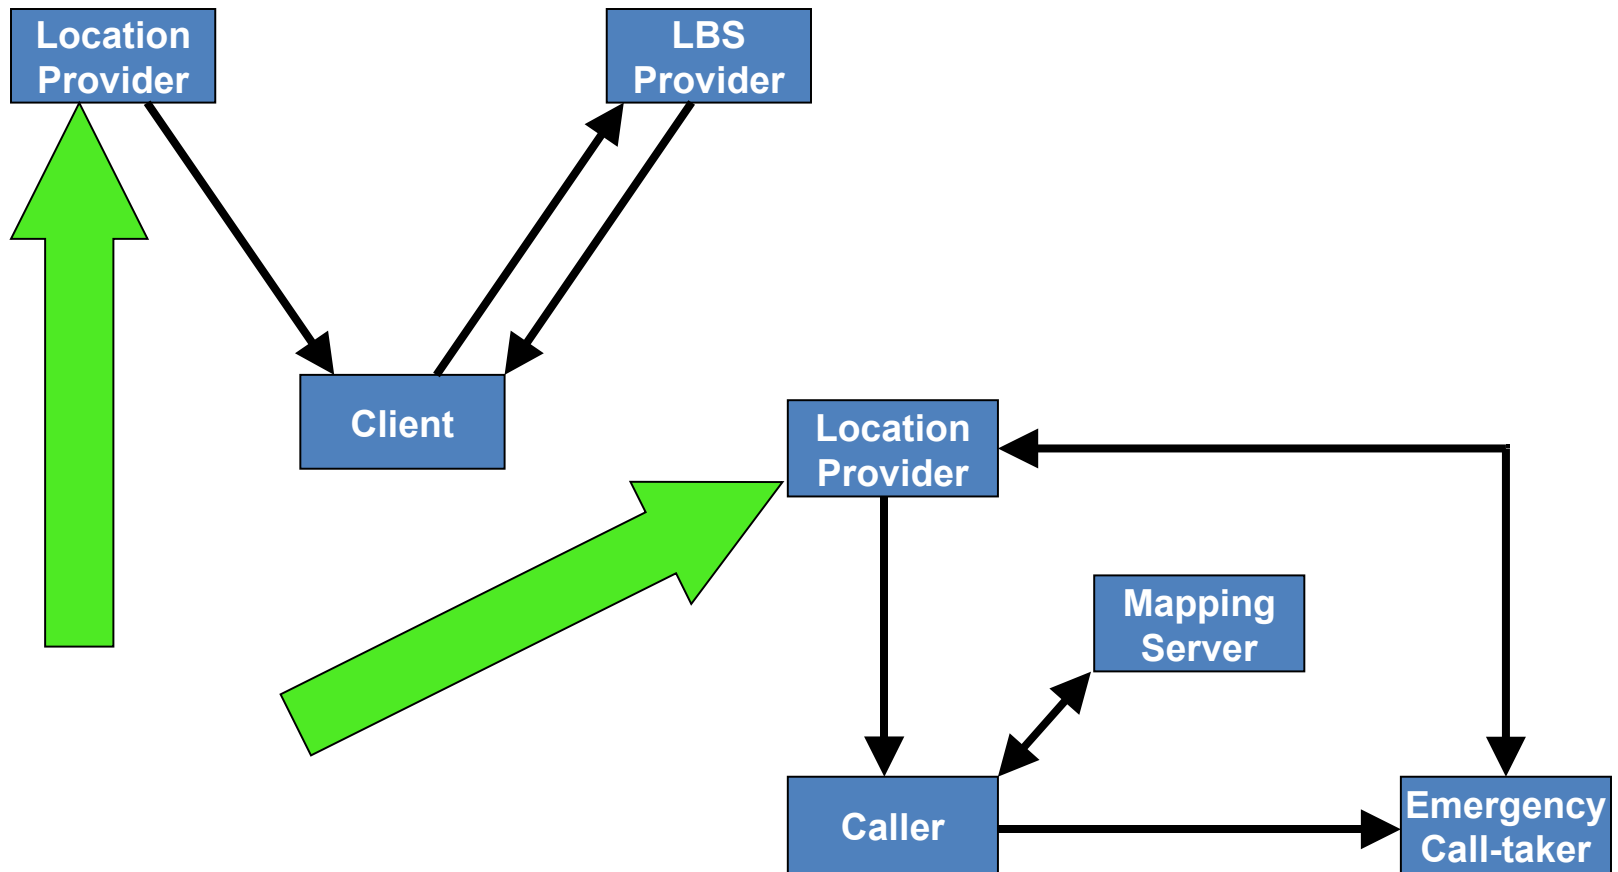 Location
Provider
LBS
Provider
Client
Location
Provider
Mapping
Server
Caller
Emergency
Call-taker